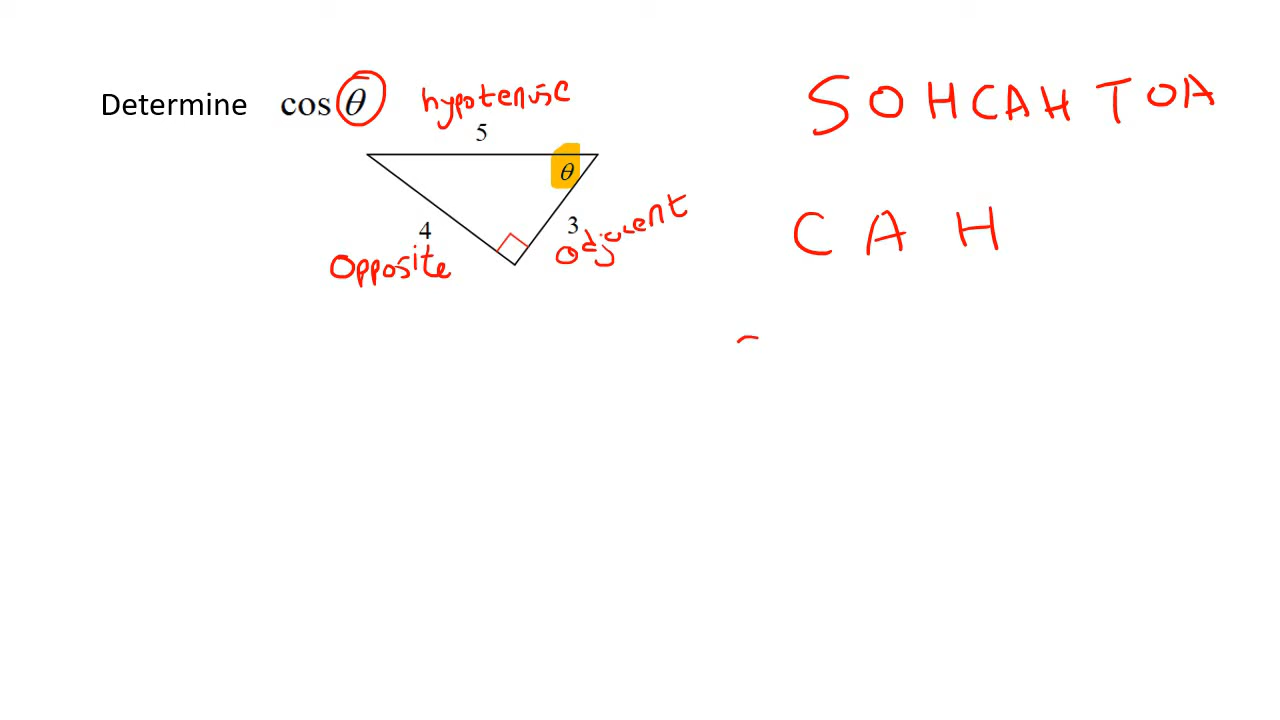 Determine cos θ
hypotenuse
5
θ
4
3
Opposite
adjacent
SOHCAHTOA
CAH